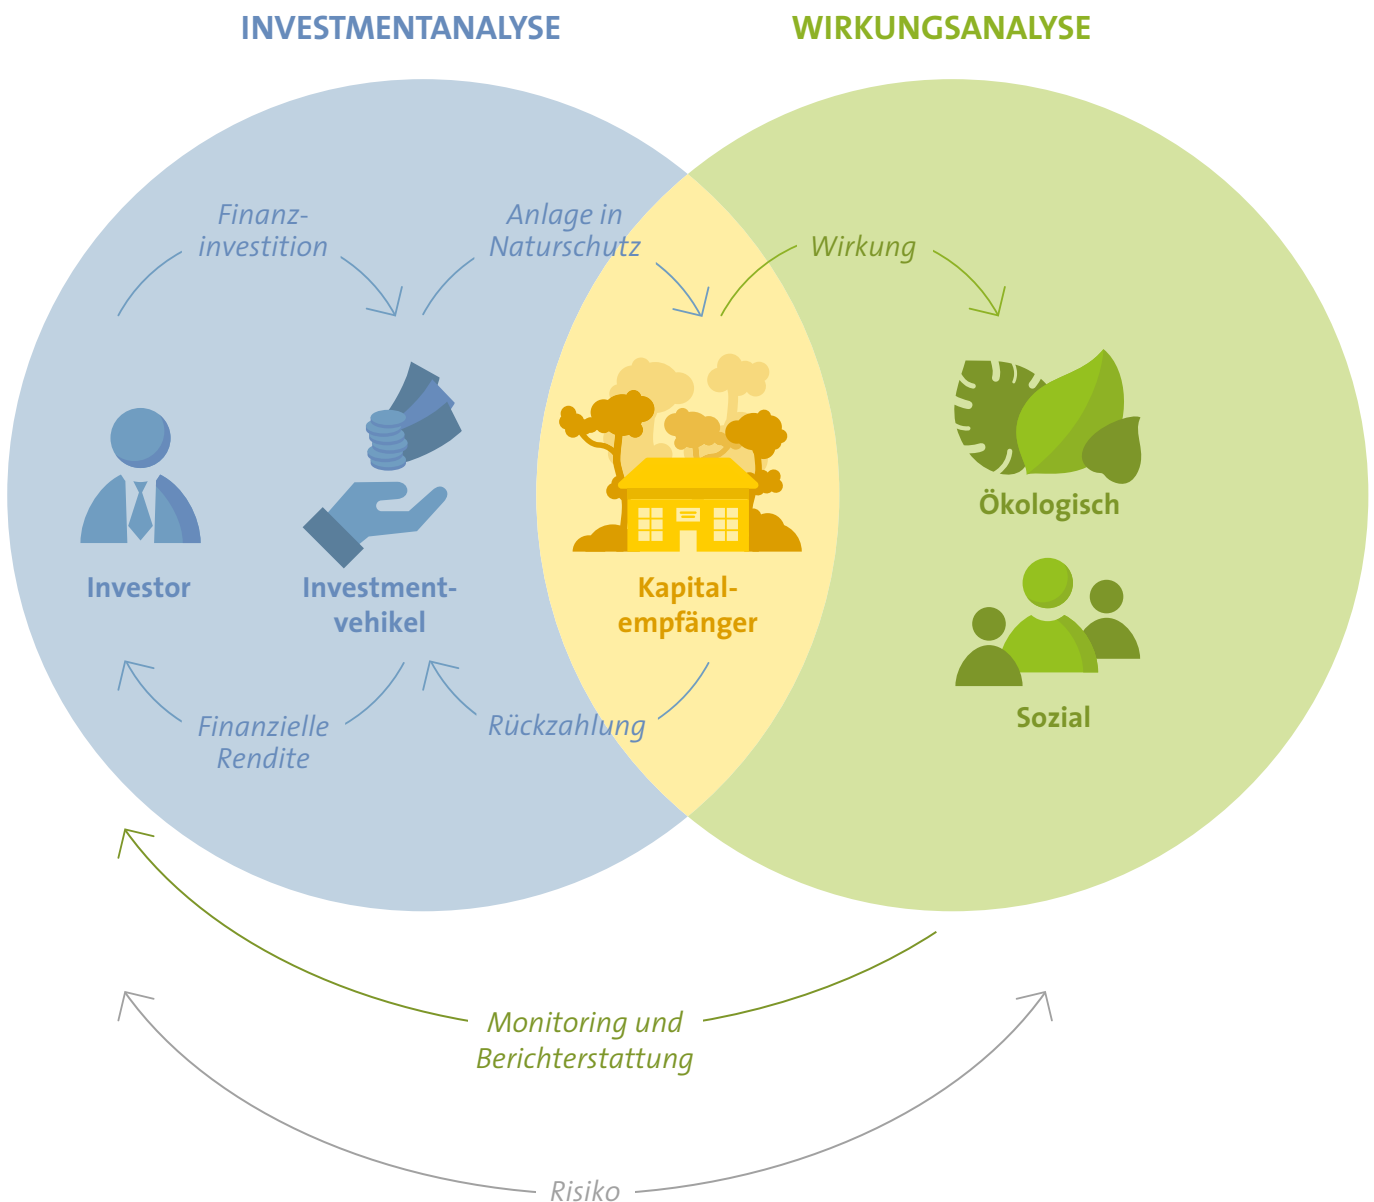 INVESTMENTANALYSE
WIRKUNGSANALYSE
Finanz-
investition
Anlage in
Naturschutz
Wirkung
Ökologisch
Investor
Investment-
vehikel
Kapital-
empfänger
Sozial
Finanzielle
Rendite
Rückzahlung
Monitoring und
Berichterstattung
Risiko